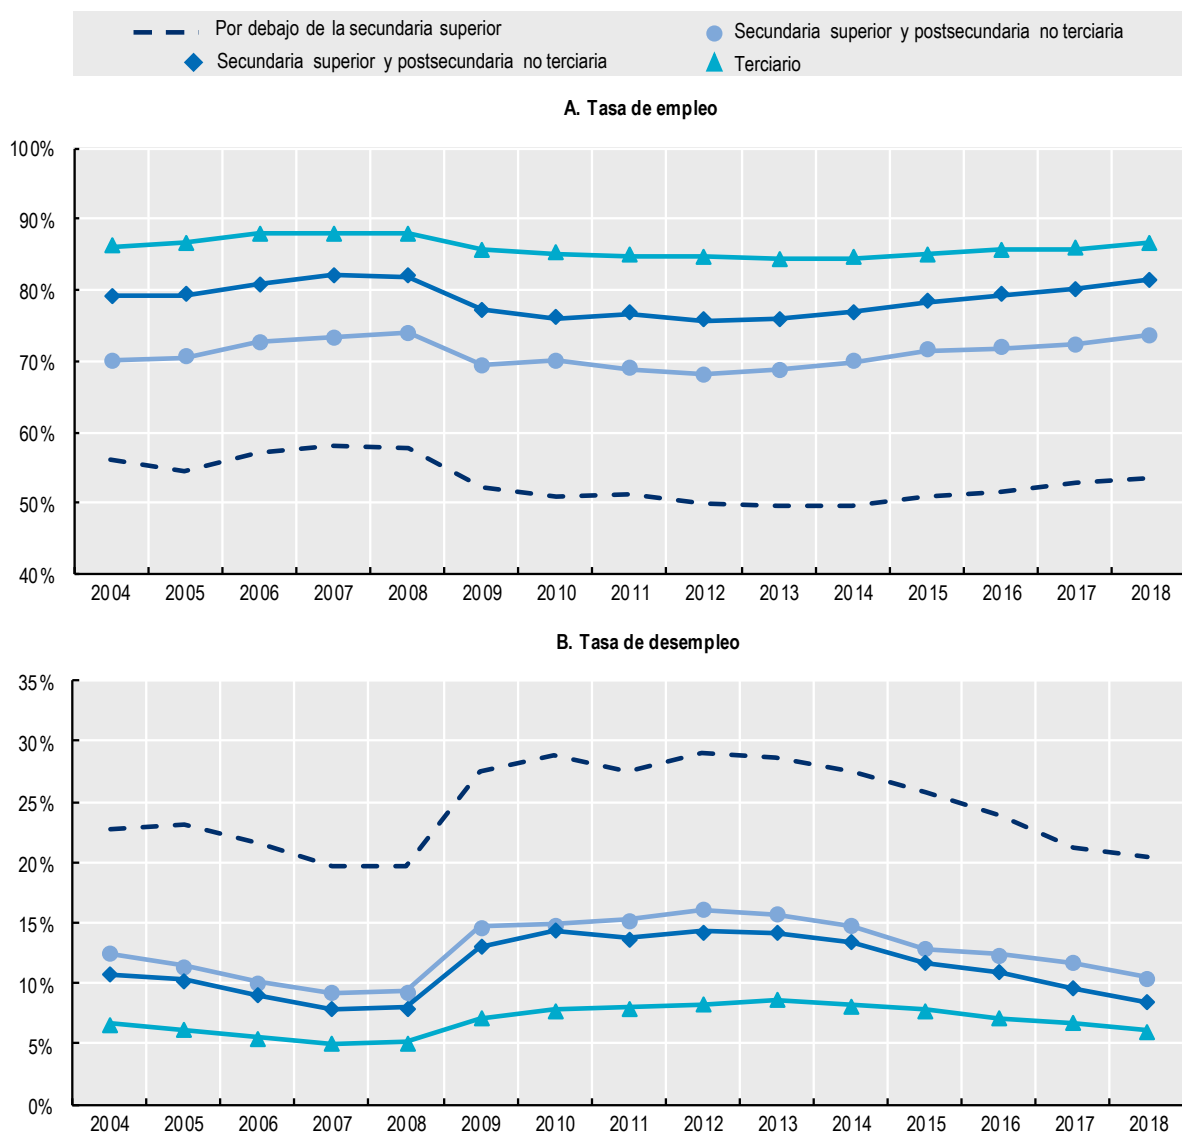 Por debajo de la secundaria superior
Secundaria superior y postsecundaria no terciaria
Secundaria superior y postsecundaria no terciaria
Terciario
A. Tasa de empleo
100%
90%
80%
70%
60%
50%
40%
2004 2005 2006 2007 2008 2009 2010 2011 2012 2013 2014 2015 2016 2017 2018
B. Tasa de desempleo
35%
30%
25%
20%
15%
10%
5%
0%
2004 2005 2006 2007 2008 2009 2010 2011 2012 2013 2014 2015 2016 2017 2018